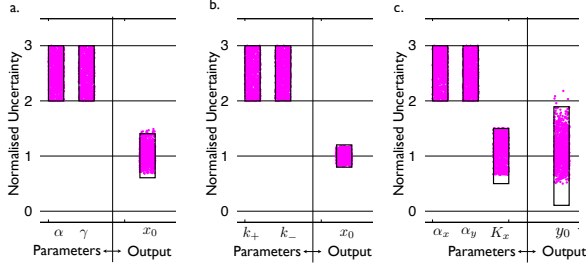 a.
Normalised Uncertainty
3
2
1
0
α γ x₀
Parameters ↔ Output
b.
Normalised Uncertainty
3
2
1
0
k₊ k₋ x₀
Parameters ↔ Output
c.
Normalised Uncertainty
3
2
1
0
αₓ α_y Kₓ y₀
Parameters ↔ Output